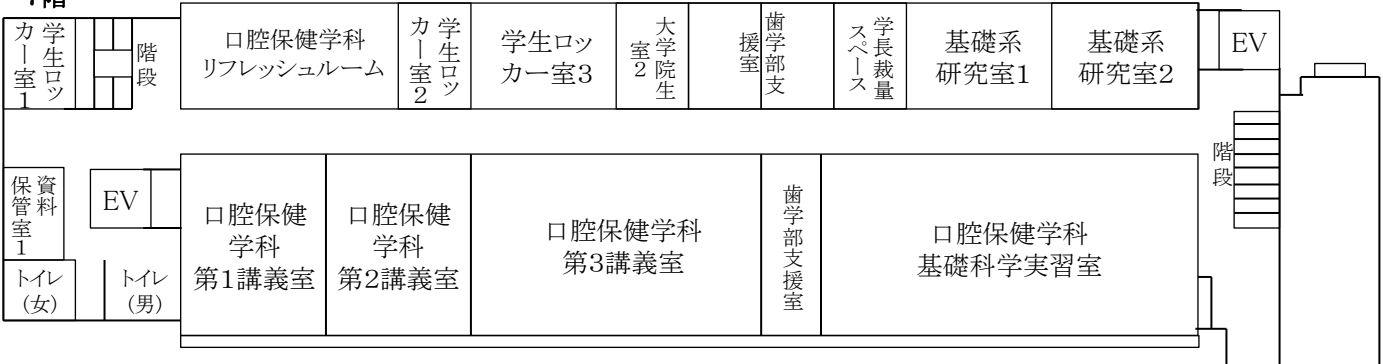 学生ロッ
カー室1
階段
口腔保健学科
リフレッシュルーム
学生ロッ
カー室2
学生ロッ
カー室3
大学院生
室2
歯学部支
援室
学長裁量
スペース
基礎系
研究室1
基礎系
研究室2
EV
階段
資料
保管室1
EV
トイレ
(女)
トイレ
(男)
口腔保健
学科
第1講義室
口腔保健
学科
第2講義室
口腔保健学科
第3講義室
歯学部支援室
口腔保健学科
基礎科学実習室